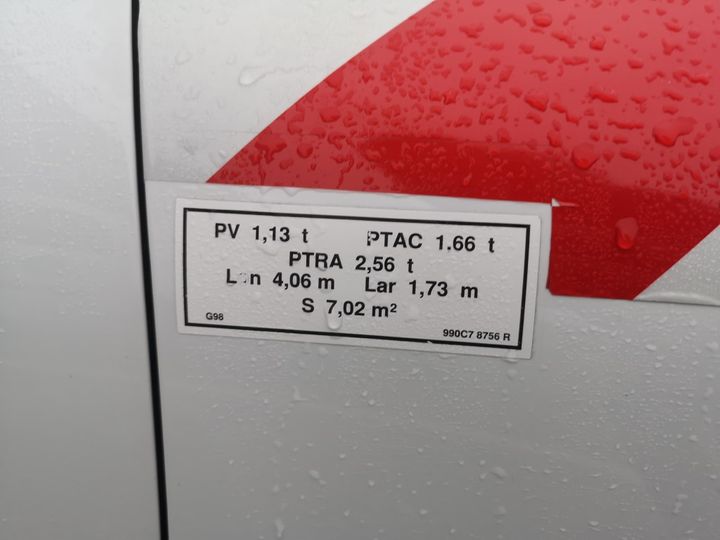 PV 1,13 t PTAC 1.66 t
PTRA 2,56 t
4,06 m Lar 1,73 m
S 7,02 m²
G98 990C7 8756 R